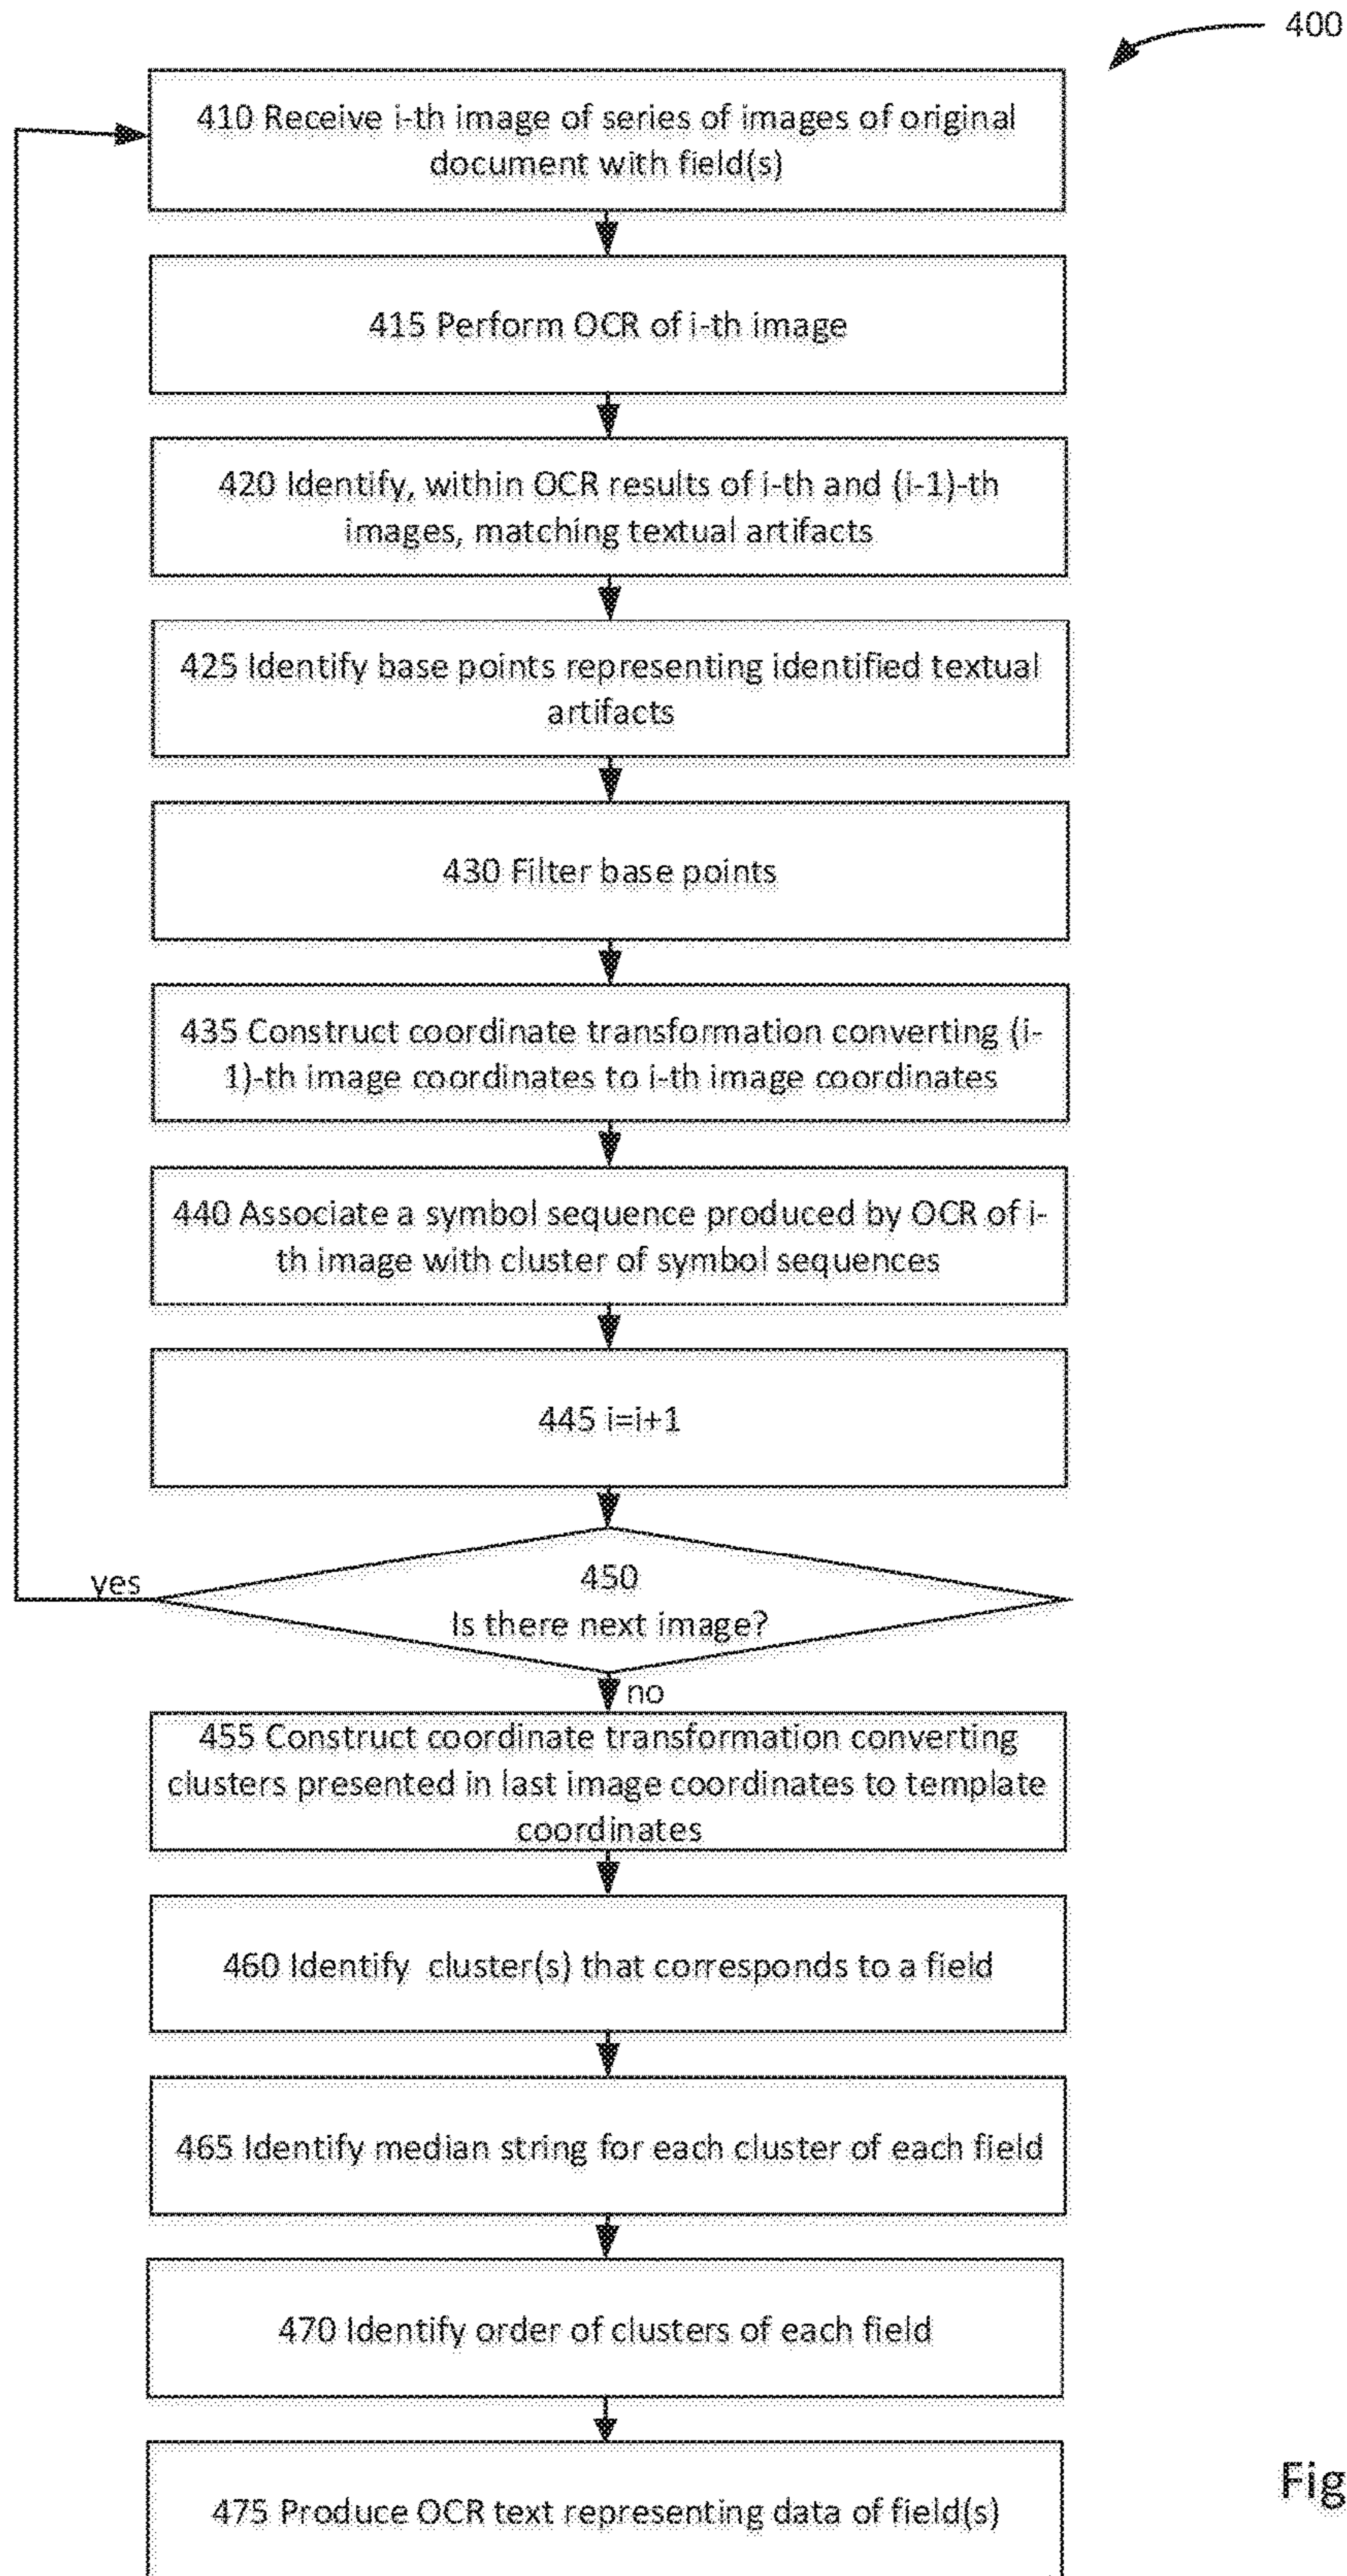 400
410 Receive i-th image of series of images of original
document with field(s)
415 Perform OCR of i-th image
420 Identify, within OCR results of i-th and (i-1)-th
images, matching textual artifacts
425 Identify base points representing identified textual
artifacts
430 Filter base points
435 Construct coordinate transformation converting (i-
1)-th image coordinates to i-th image coordinates
440 Associate a symbol sequence produced by OCR of i-
th image with cluster of symbol sequences
445 i=i+1
450
Is there next image?
yes
no
455 Construct coordinate transformation converting
clusters presented in last image coordinates to template
coordinates
460 Identify cluster(s) that corresponds to a field
465 Identify median string for each cluster of each field
470 Identify order of clusters of each field
475 Produce OCR text representing data of field(s)
Fig